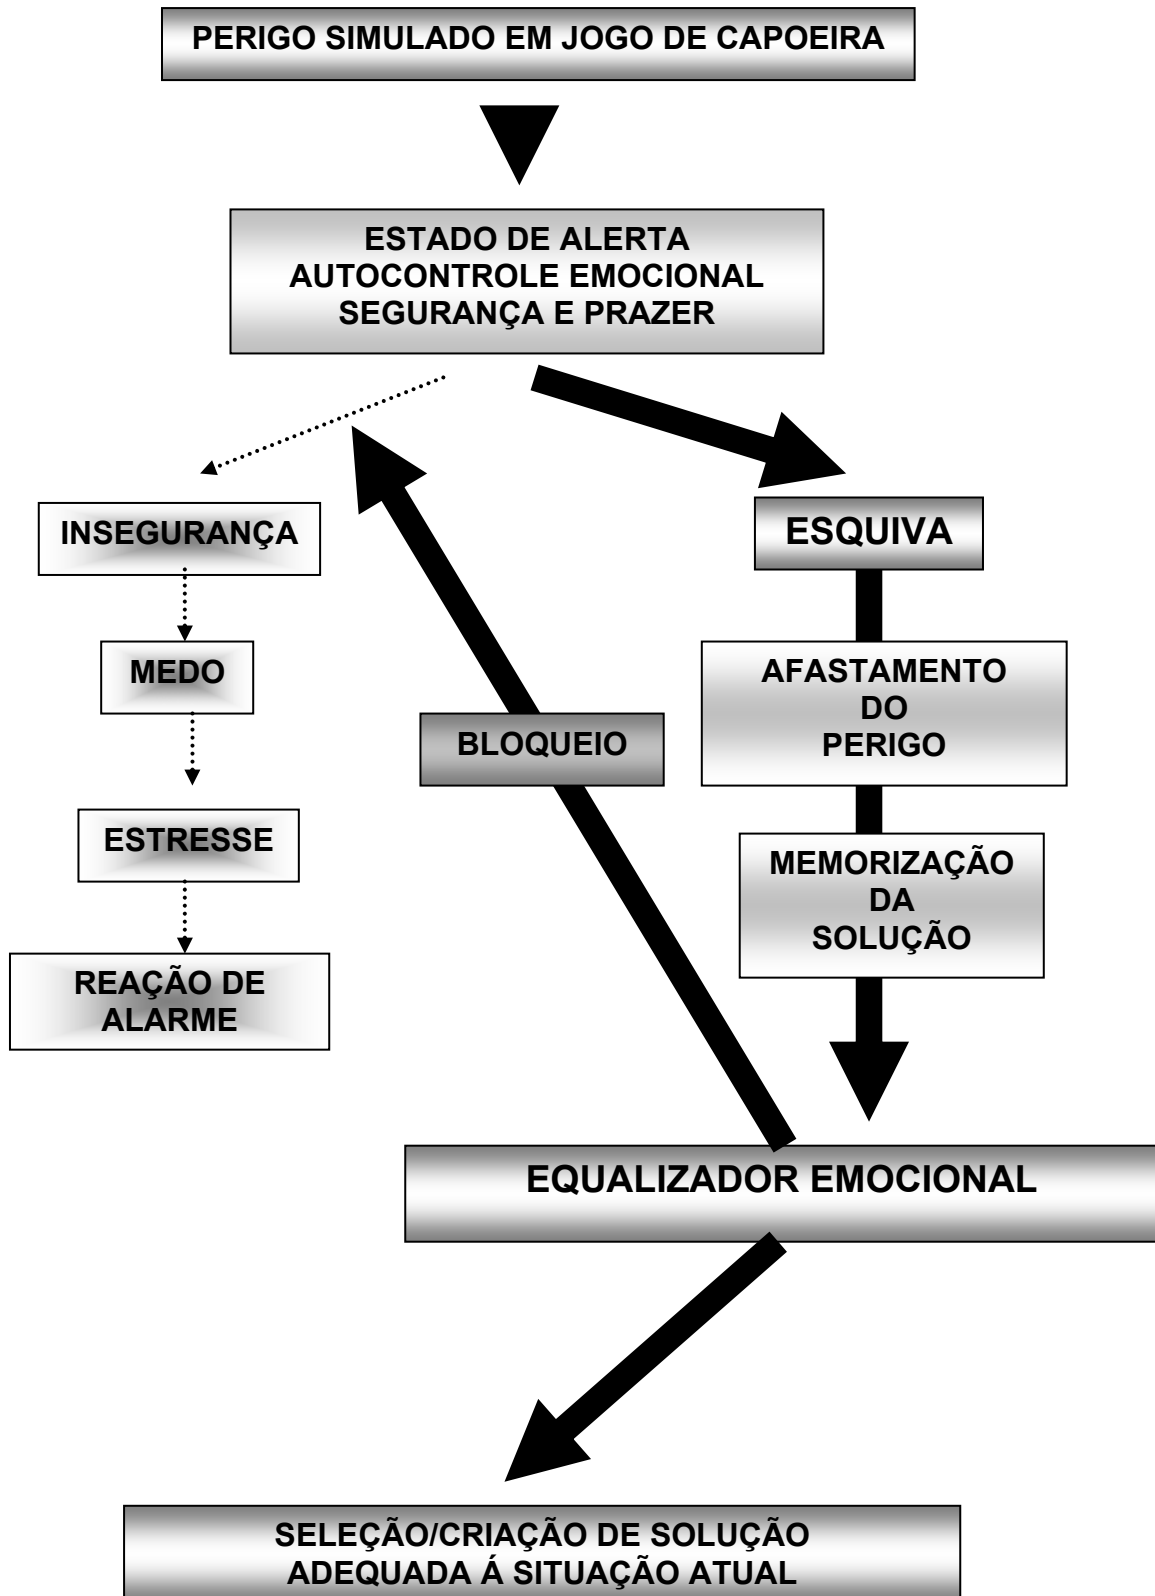 PERIGO SIMULADO EM JOGO DE CAPOEIRA
ESTADO DE ALERTA
AUTOCONTROLE EMOCIONAL
SEGURANÇA E PRAZER
INSEGURANÇA
ESQUIVA
MEDO
AFASTAMENTO
DO
PERIGO
BLOQUEIO
ESTRESSE
MEMORIZAÇÃO
DA
SOLUÇÃO
REAÇÃO DE
ALARME
EQUALIZADOR EMOCIONAL
SELEÇÃO/CRIAÇÃO DE SOLUÇÃO
ADEQUADA Á SITUAÇÃO ATUAL